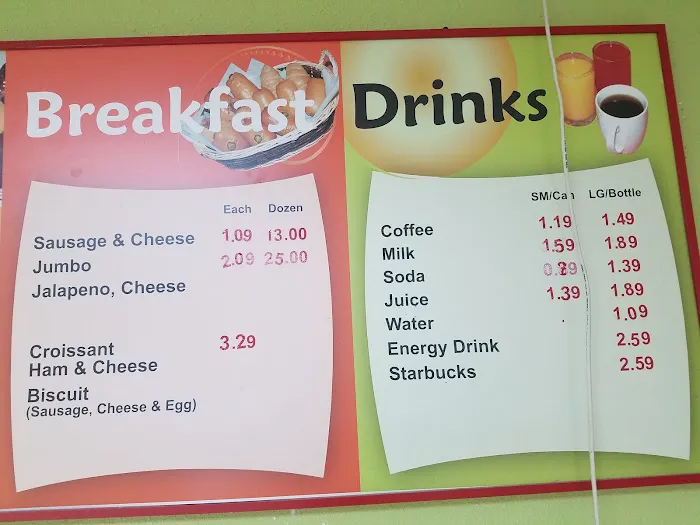 Breakfast
Each Dozen
Sausage & Cheese 1.09 13.00
Jumbo 2.09 25.00
Jalapeno, Cheese
Croissant 3.29
Ham & Cheese
Biscuit
(Sausage, Cheese & Egg)
Drinks
SM/Can LG/Bottle
Coffee 1.19 1.49
Milk 1.59 1.89
Soda 1.39
Juice 1.39 1.89
Water 1.09
Energy Drink 2.59
Starbucks 2.59